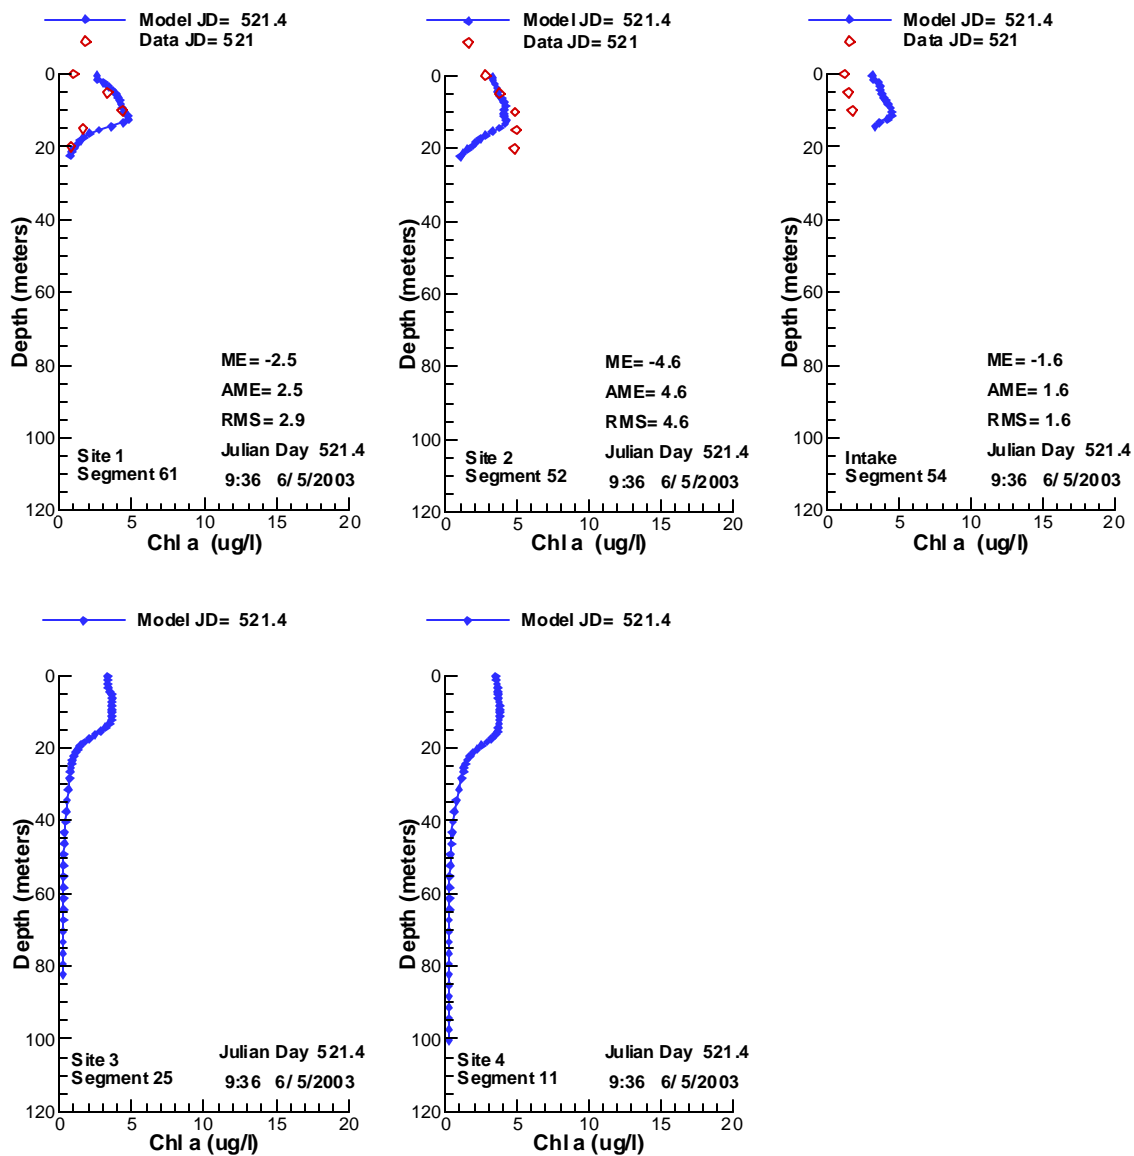 Model JD= 521.4
Data JD= 521
0
20
40
60
80
100
120
Depth (meters)
ME= -2.5
AME= 2.5
RMS= 2.9
Julian Day 521.4
9:36 6/5/2003
Site 1
Segment 61
0 5 10 15 20
Chl a (ug/l)
Model JD= 521.4
Data JD= 521
0
20
40
60
80
100
120
Depth (meters)
ME= -4.6
AME= 4.6
RMS= 4.6
Julian Day 521.4
9:36 6/5/2003
Site 2
Segment 52
0 5 10 15 20
Chl a (ug/l)
Model JD= 521.4
Data JD= 521
0
20
40
60
80
100
120
Depth (meters)
ME= -1.6
AME= 1.6
RMS= 1.6
Julian Day 521.4
9:36 6/5/2003
Intake
Segment 54
0 5 10 15 20
Chl a (ug/l)
Model JD= 521.4
0
20
40
60
80
100
120
Depth (meters)
Julian Day 521.4
9:36 6/5/2003
Site 3
Segment 25
0 5 10 15 20
Chl a (ug/l)
Model JD= 521.4
0
20
40
60
80
100
120
Depth (meters)
Julian Day 521.4
9:36 6/5/2003
Site 4
Segment 11
0 5 10 15 20
Chl a (ug/l)